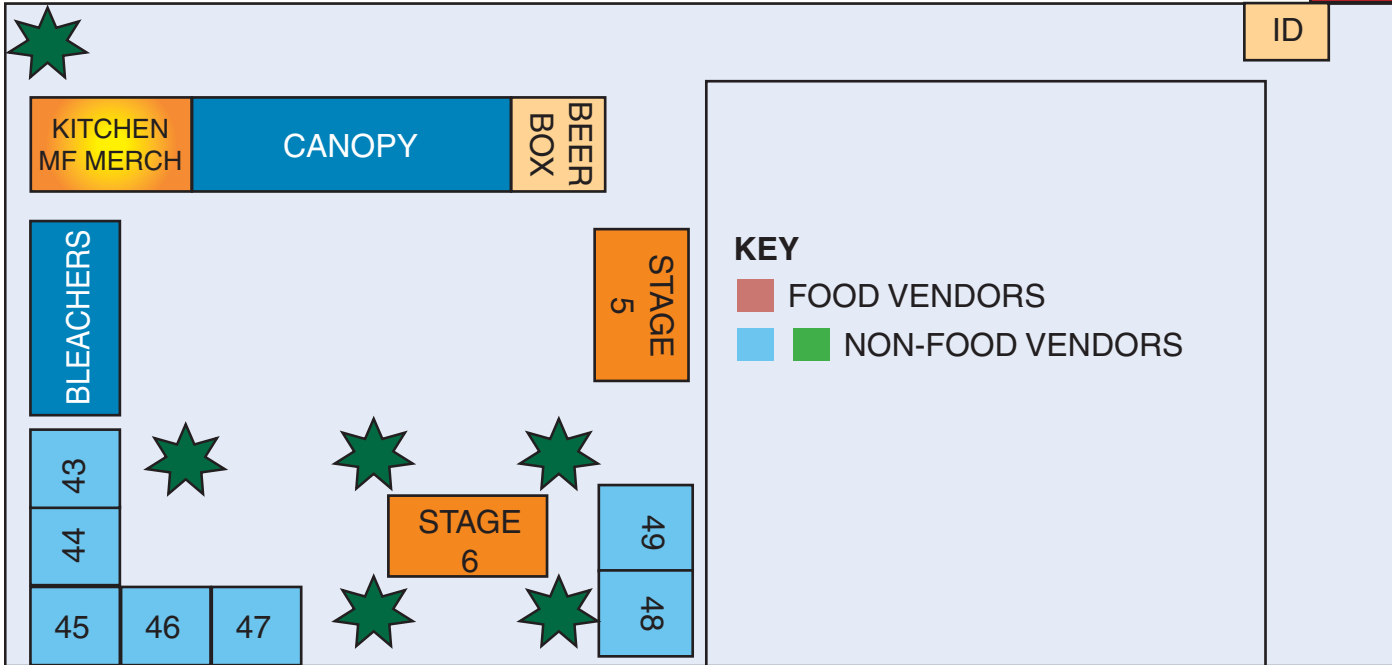 ID
KITCHEN
MF MERCH
CANOPY
BEER
BOX
BLEACHERS
STAGE
5
KEY
FOOD VENDORS
NON-FOOD VENDORS
43
44
45
46
47
STAGE
6
49
48